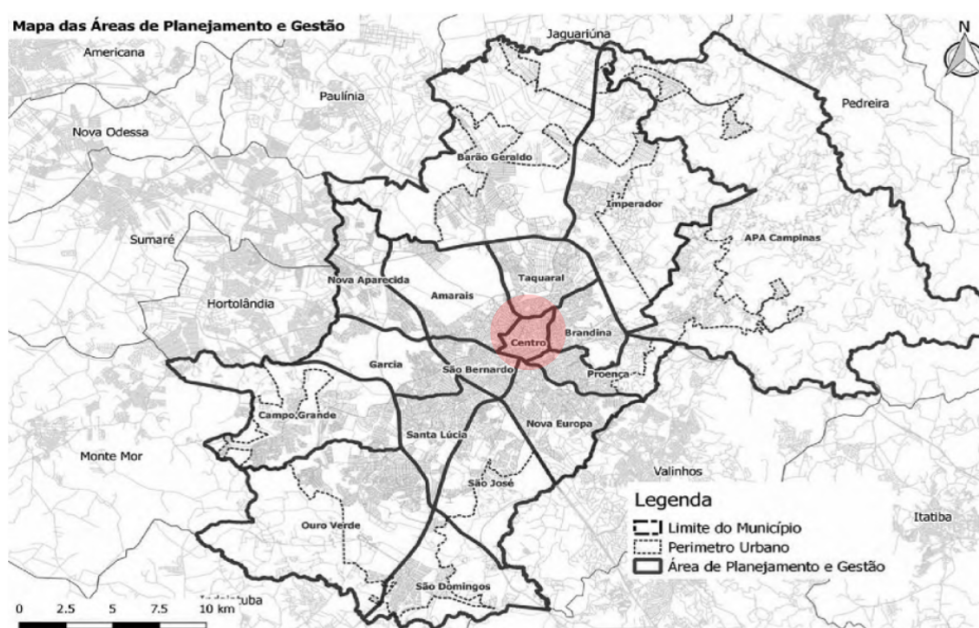 Mapa das Áreas de Planejamento e Gestão
N
Jaguariúna
Americana
Paulínia
Pedreira
Nova Odessa
Barão Geraldo
Imperador
Sumaré
APA Campinas
Nova Aparecida
Taquaral
Amarais
Hortolândia
Brandina
Centro
Garcia
São Bernardo
Proença
Campo Grande
Nova Europa
Santa Lúcia
Monte Mor
Valinhos
São José
Legenda
Itatiba
Ouro Verde
Limite do Município
Perimetro Urbano
Área de Planejamento e Gestão
São Domingos
0 2.5 5 7.5 10 km